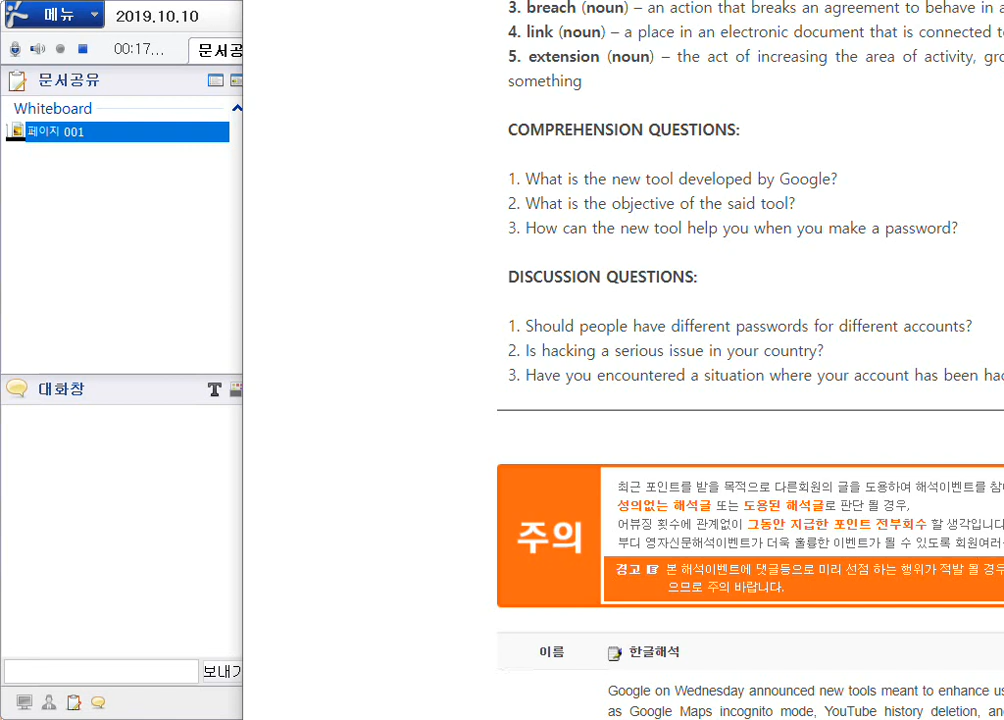 메뉴
2019.10.10
00:17...
문서공
문서공유
Whiteboard
페이지 001
대화창
T
보내기
3. breach (noun) – an action that breaks an agreement to behave in a
4. link (noun) – a place in an electronic document that is connected t
5. extension (noun) – the act of increasing the area of activity, gro
something
COMPREHENSION QUESTIONS:
1. What is the new tool developed by Google?
2. What is the objective of the said tool?
3. How can the new tool help you when you make a password?
DISCUSSION QUESTIONS:
1. Should people have different passwords for different accounts?
2. Is hacking a serious issue in your country?
3. Have you encountered a situation where your account has been hac
주의
최근 포인트를 받을 목적으로 다른회원의 글을 도용하여 해석이벤트를 참
성의없는 해석글 또는 도용된 해석글로 판단 될 경우,
어뷰징 횟수에 관계없이 그동안 지급한 포인트 전부회수 할 생각입니다
부디 영자신문해석이벤트가 더욱 훌륭한 이벤트가 될 수 있도록 회원여러
경고 ☞ 본 해석이벤트에 댓글등으로 미리 선점 하는 행위가 적발 될 경우
으므로 주의 바랍니다.
이름
한글해석
Google on Wednesday announced new tools meant to enhance us
as Google Maps incognito mode, YouTube history deletion, an